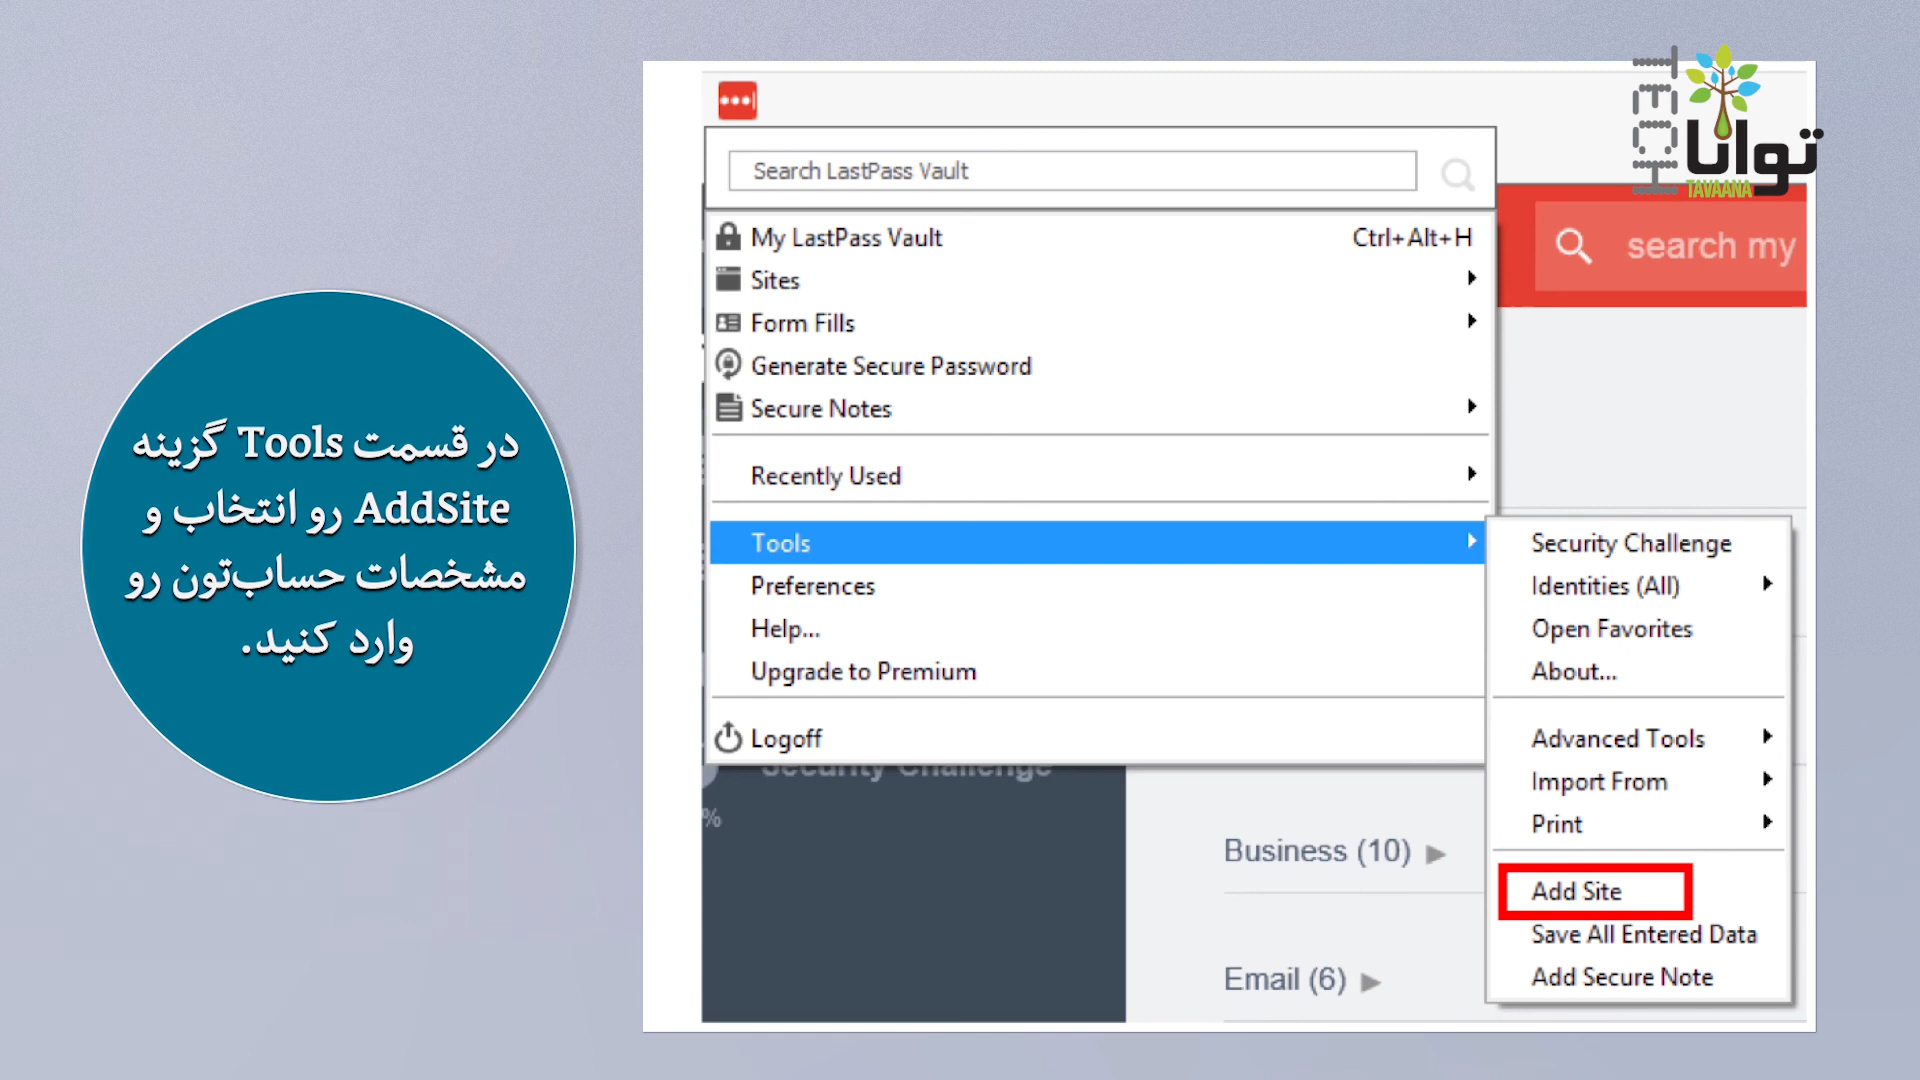 در قسمت Tools گزینه
AddSite رو انتخاب و
مشخصات حساب‌تون رو
وارد کنید.
Search LastPass Vault
My LastPass Vault Ctrl+Alt+H
Sites
Form Fills
Generate Secure Password
Secure Notes
Recently Used
Tools
Preferences
Help...
Upgrade to Premium
Logoff
Security Challenge
Identities (All)
Open Favorites
About...
Advanced Tools
Import From
Print
Add Site
Save All Entered Data
Add Secure Note
search my
Security Challenge
%
Business (10)
Email (6)
توانا
TAVAANA